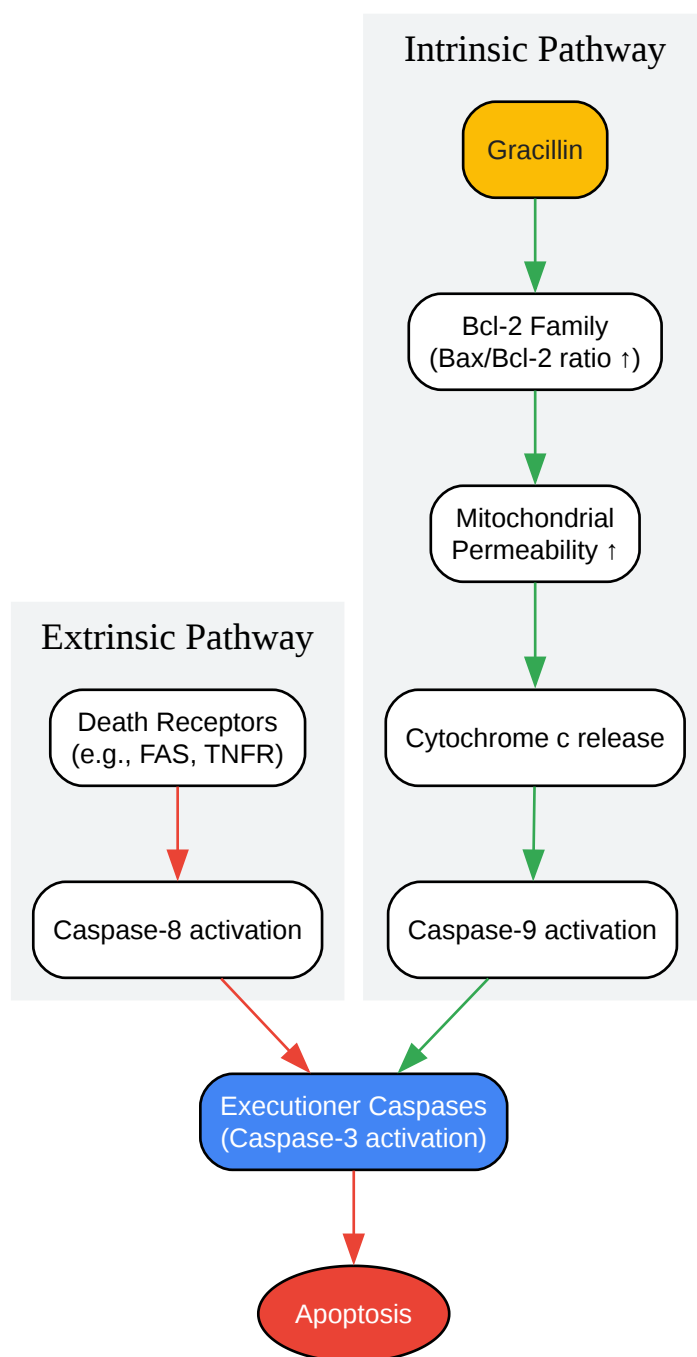 Intrinsic Pathway
Gracillin
Bcl-2 Family
(Bax/Bcl-2 ratio ↑)
Mitochondrial
Permeability ↑
Cytochrome c release
Caspase-9 activation
Extrinsic Pathway
Death Receptors
(e.g., FAS, TNFR)
Caspase-8 activation
Executioner Caspases
(Caspase-3 activation)
Apoptosis